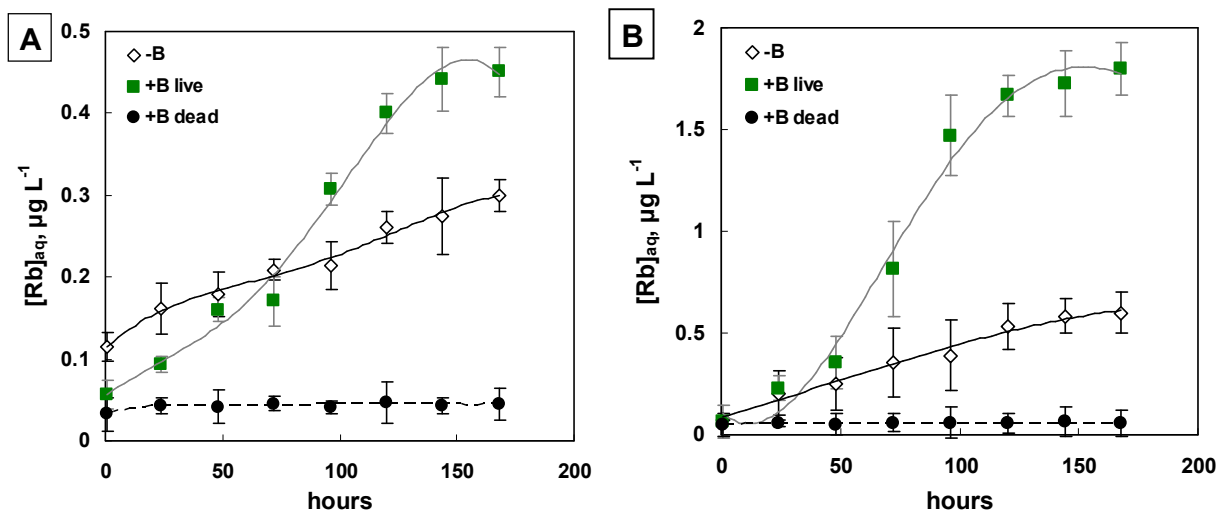 A
[Rb]aq, µg L-1
0.5
0.4
0.3
0.2
0.1
0
-B
+B live
+B dead
0 50 100 150 200
hours
B
[Rb]aq, µg L-1
2
1.5
1
0.5
0
-B
+B live
+B dead
0 50 100 150 200
hours